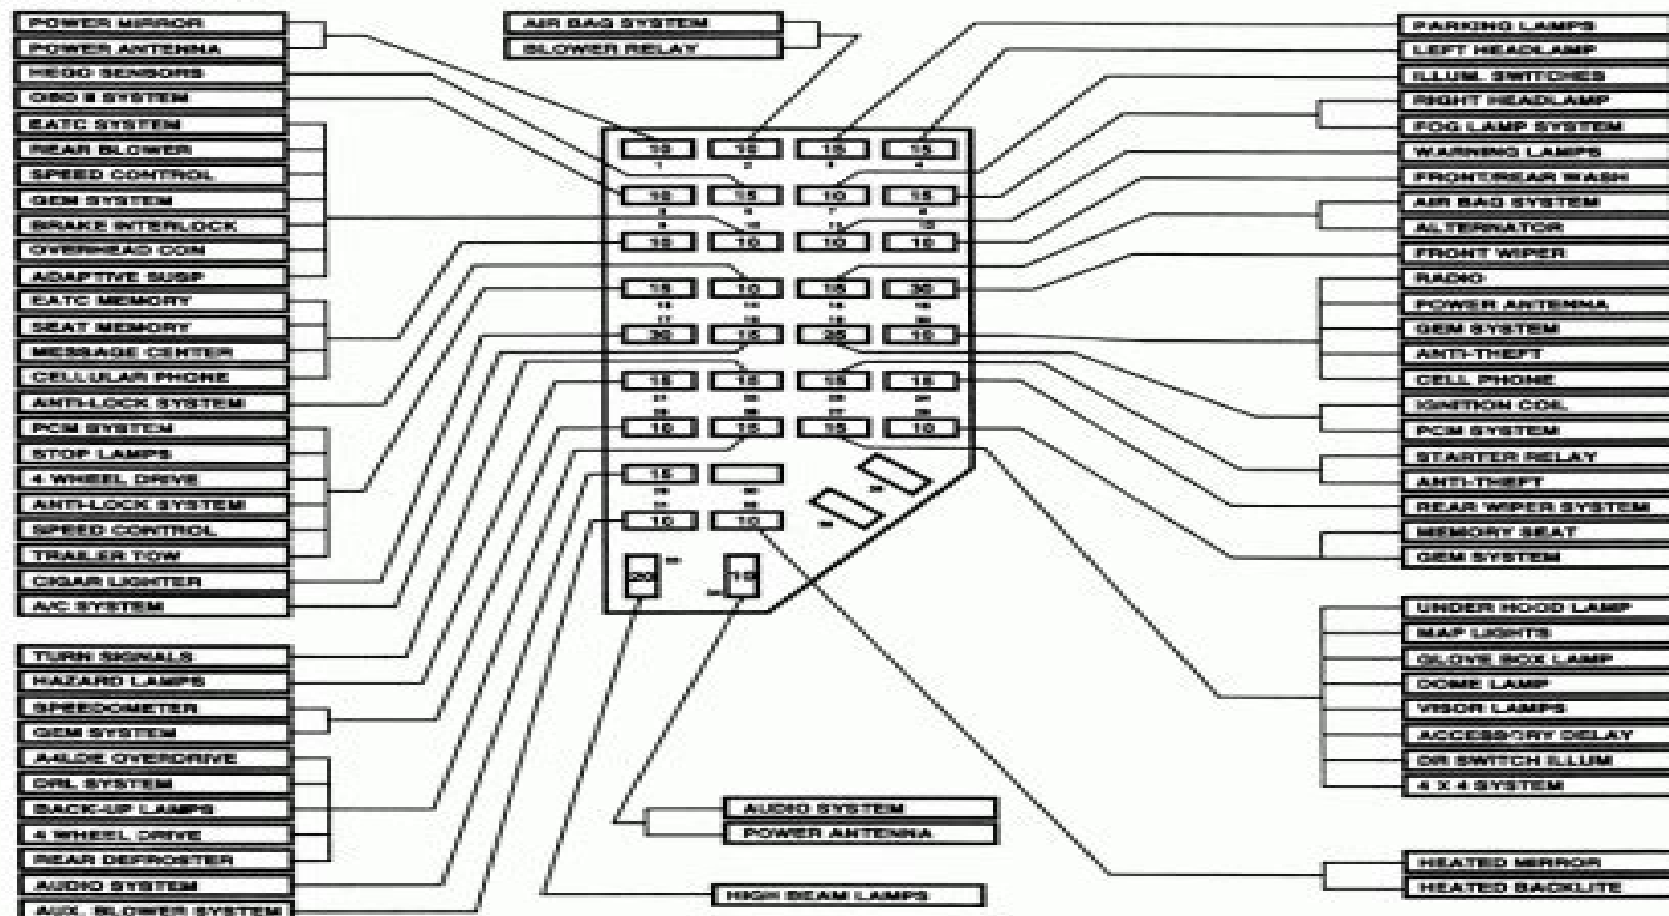 POWER MIRROR
POWER ANTENNA
HEGO SENSORS
OBD II SYSTEM
EATC SYSTEM
REAR BLOWER
SPEED CONTROL
GEM SYSTEM
BRAKE INTERLOCK
OVERHEAD CON
ADAPTIVE SUSP
EATC MEMORY
SEAT MEMORY
MESSAGE CENTER
CELLULAR PHONE
ANTI-LOCK SYSTEM
PCM SYSTEM
STOP LAMPS
4 WHEEL DRIVE
ANTI-LOCK SYSTEM
SPEED CONTROL
TRAILER TOW
CIGAR LIGHTER
A/C SYSTEM
TURN SIGNALS
HAZARD LAMPS
SPEEDOMETER
GEM SYSTEM
OVERDRIVE
DRL SYSTEM
BACK-UP LAMPS
4 WHEEL DRIVE
REAR DEFROSTER
AUDIO SYSTEM
AUX. BLOWER SYSTEM
AIR BAG SYSTEM
BLOWER RELAY
10 10 15 15
1 2 3 4
10 15 10 15
10 10 10 10
15 10 15 30
30 15 25 10
15 15 15 15
10 15 15 10
15
10 10
20 10
AUDIO SYSTEM
POWER ANTENNA
HIGH BEAM LAMPS
PARKING LAMPS
LEFT HEADLAMP
ILLUM. SWITCHES
RIGHT HEADLAMP
FOG LAMP SYSTEM
WARNING LAMPS
FRONT/REAR WASH
AIR BAG SYSTEM
ALTERNATOR
FRONT WIPER
RADIO
POWER ANTENNA
GEM SYSTEM
ANTI-THEFT
CELL PHONE
IGNITION COIL
PCM SYSTEM
STARTER RELAY
ANTI-THEFT
REAR WIPER SYSTEM
MEMORY SEAT
GEM SYSTEM
UNDER HOOD LAMP
MAP LIGHTS
GLOVE BOX LAMP
DOME LAMP
VISOR LAMPS
ACCESSORY DELAY
DR SWITCH ILLUM
4 X 4 SYSTEM
HEATED MIRROR
HEATED BACKLITE